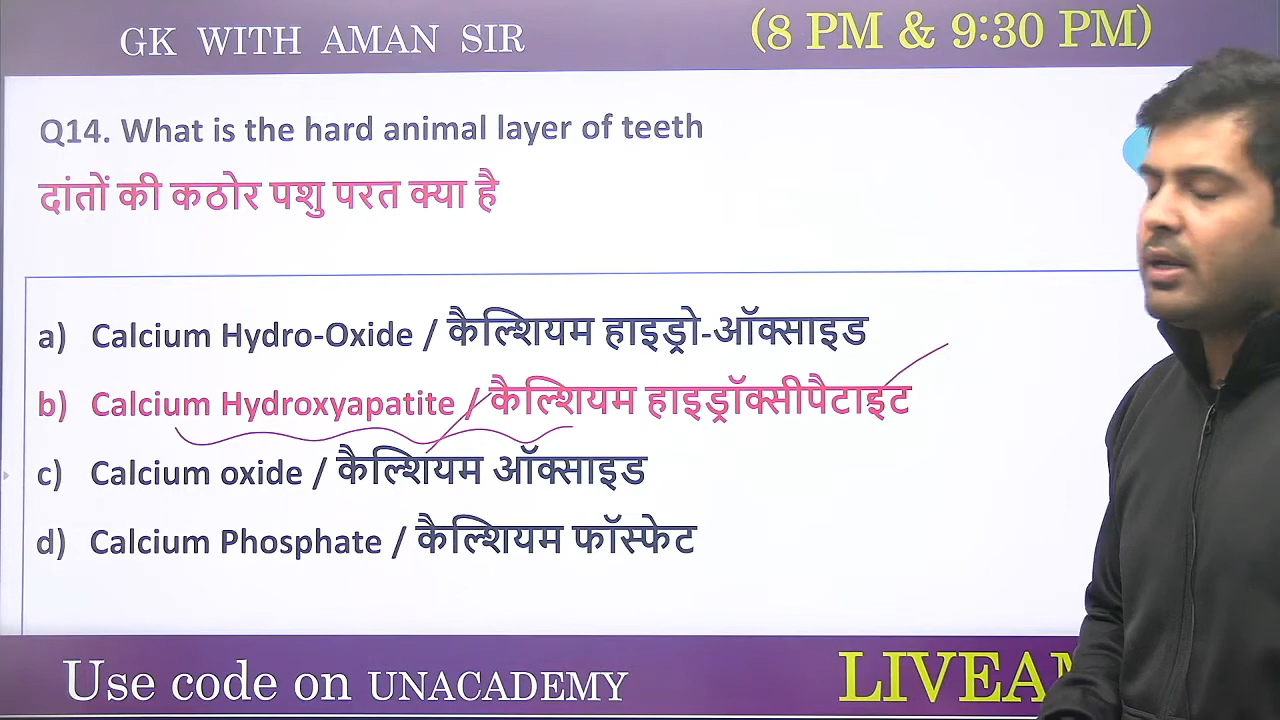 GK WITH AMAN SIR
(8 PM & 9:30 PM)
Q14. What is the hard animal layer of teeth
दांतों की कठोर पशु परत क्या है
a) Calcium Hydro-Oxide / कैल्शियम हाइड्रो-ऑक्साइड
b) Calcium Hydroxyapatite / कैल्शियम हाइड्रॉक्सीपैटाइट
c) Calcium oxide / कैल्शियम ऑक्साइड
d) Calcium Phosphate / कैल्शियम फॉस्फेट
Use code on UNACADEMY